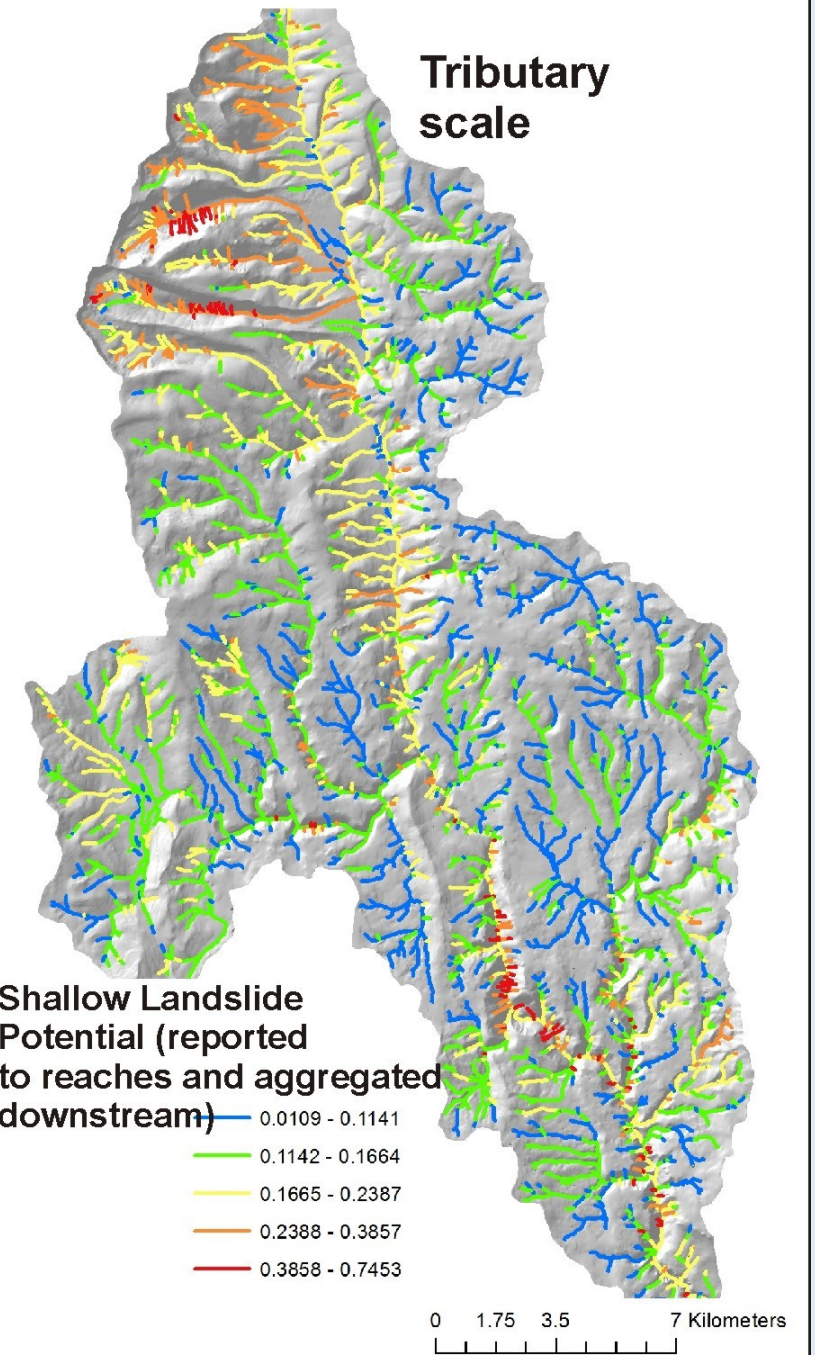 Tributary
scale
Shallow Landslide
Potential (reported
to reaches and aggregated
downstream)
0.0109 - 0.1141
0.1142 - 0.1664
0.1665 - 0.2387
0.2388 - 0.3857
0.3858 - 0.7453
0 1.75 3.5 7 Kilometers